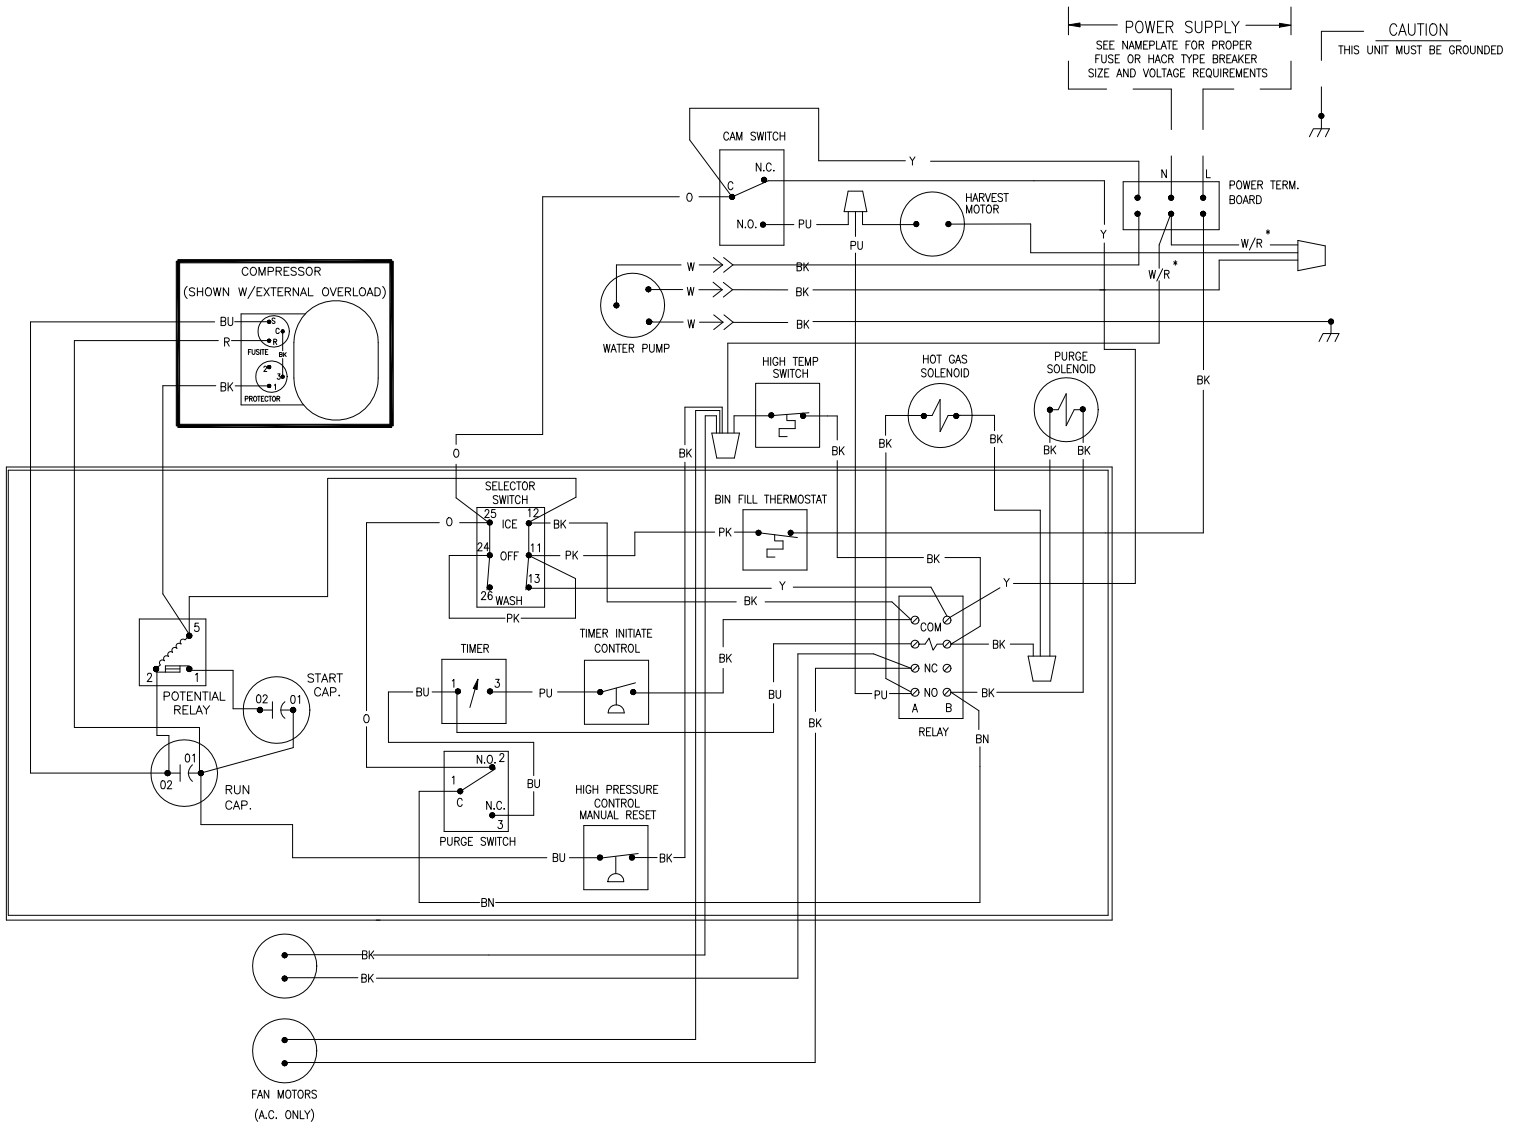 POWER SUPPLY
SEE NAMEPLATE FOR PROPER
FUSE OR HACR TYPE BREAKER
SIZE AND VOLTAGE REQUIREMENTS
CAUTION
THIS UNIT MUST BE GROUNDED
CAM SWITCH
N.C.
C
N.O.
O
PU
PU
Y
Y
HARVEST
MOTOR
N
L
POWER TERM.
BOARD
W/R *
W/R *
W
BK
W
BK
W
BK
WATER PUMP
COMPRESSOR
(SHOWN W/EXTERNAL OVERLOAD)
BU
S
C
R
R
FUSITE
BK
2
3
BK
1
PROTECTOR
HIGH TEMP
SWITCH
HOT GAS
SOLENOID
PURGE
SOLENOID
BK
BK
BK
BK
BK
BK
BK
O
SELECTOR
SWITCH
25
12
O
ICE
BK
24
11
OFF
PK
13
26
WASH
PK
BIN FILL THERMOSTAT
PK
BK
Y
Y
BK
COM
BK
NC
PU
NO
BK
A
B
RELAY
BN
5
2
1
POTENTIAL
RELAY
START
CAP.
02
01
01
02
RUN
CAP.
TIMER
BU
1
3
PU
TIMER INITIATE
CONTROL
BK
BU
BK
O
N.O.
2
1
C
N.C.
3
BU
PURGE SWITCH
HIGH PRESSURE
CONTROL
MANUAL RESET
BU
BK
BN
BK
BK
FAN MOTORS
(A.C. ONLY)